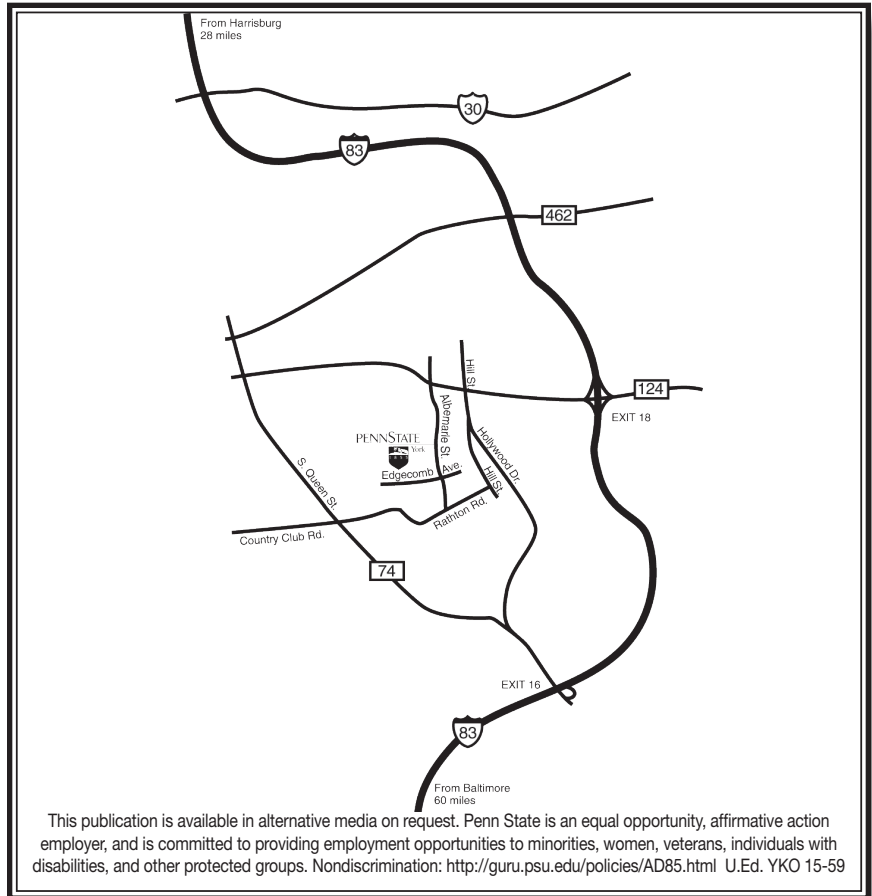 From Harrisburg
28 miles
30
83
462
124
EXIT 18
Hill St.
Albemarle St.
Hollywood Dr.
PENNSTATE
York
Edgecomb Ave.
Hill St.
S. Queen St.
Rathton Rd.
Country Club Rd.
74
EXIT 16
83
From Baltimore
60 miles
This publication is available in alternative media on request. Penn State is an equal opportunity, affirmative action
employer, and is committed to providing employment opportunities to minorities, women, veterans, individuals with
disabilities, and other protected groups. Nondiscrimination: http://guru.psu.edu/policies/AD85.html U.Ed. YKO 15-59